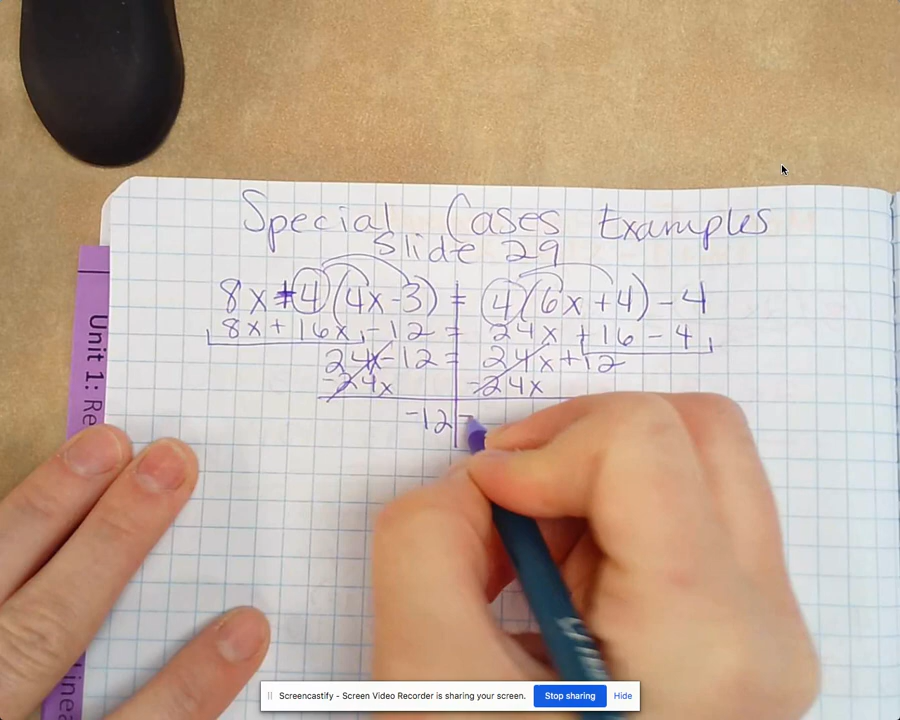 Special Cases Examples
Slide 29
8x+4(4x-3) = 4(6x+4)-4
8x+16x-12 = 24x+16-4
24x-12 = 24x+12
-24x -24x
-12 =
Unit 1: Re
Screencastify - Screen Video Recorder is sharing your screen. Stop sharing Hide